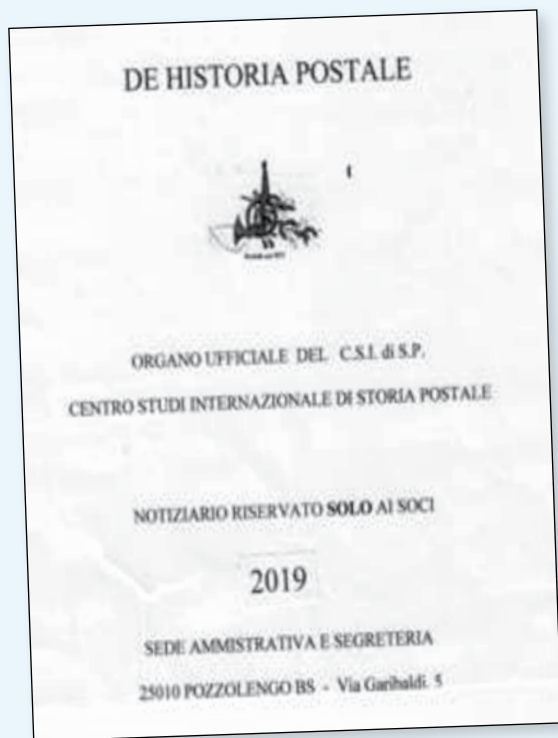 DE HISTORIA POSTALE
ORGANO UFFICIALE DEL C.S.I. di S.P.
CENTRO STUDI INTERNAZIONALE DI STORIA POSTALE
NOTIZIARIO RISERVATO SOLO AI SOCI
2019
SEDE AMMISTRATIVA E SEGRETERIA
25010 POZZOLENGO BS - Via Garibaldi. 5